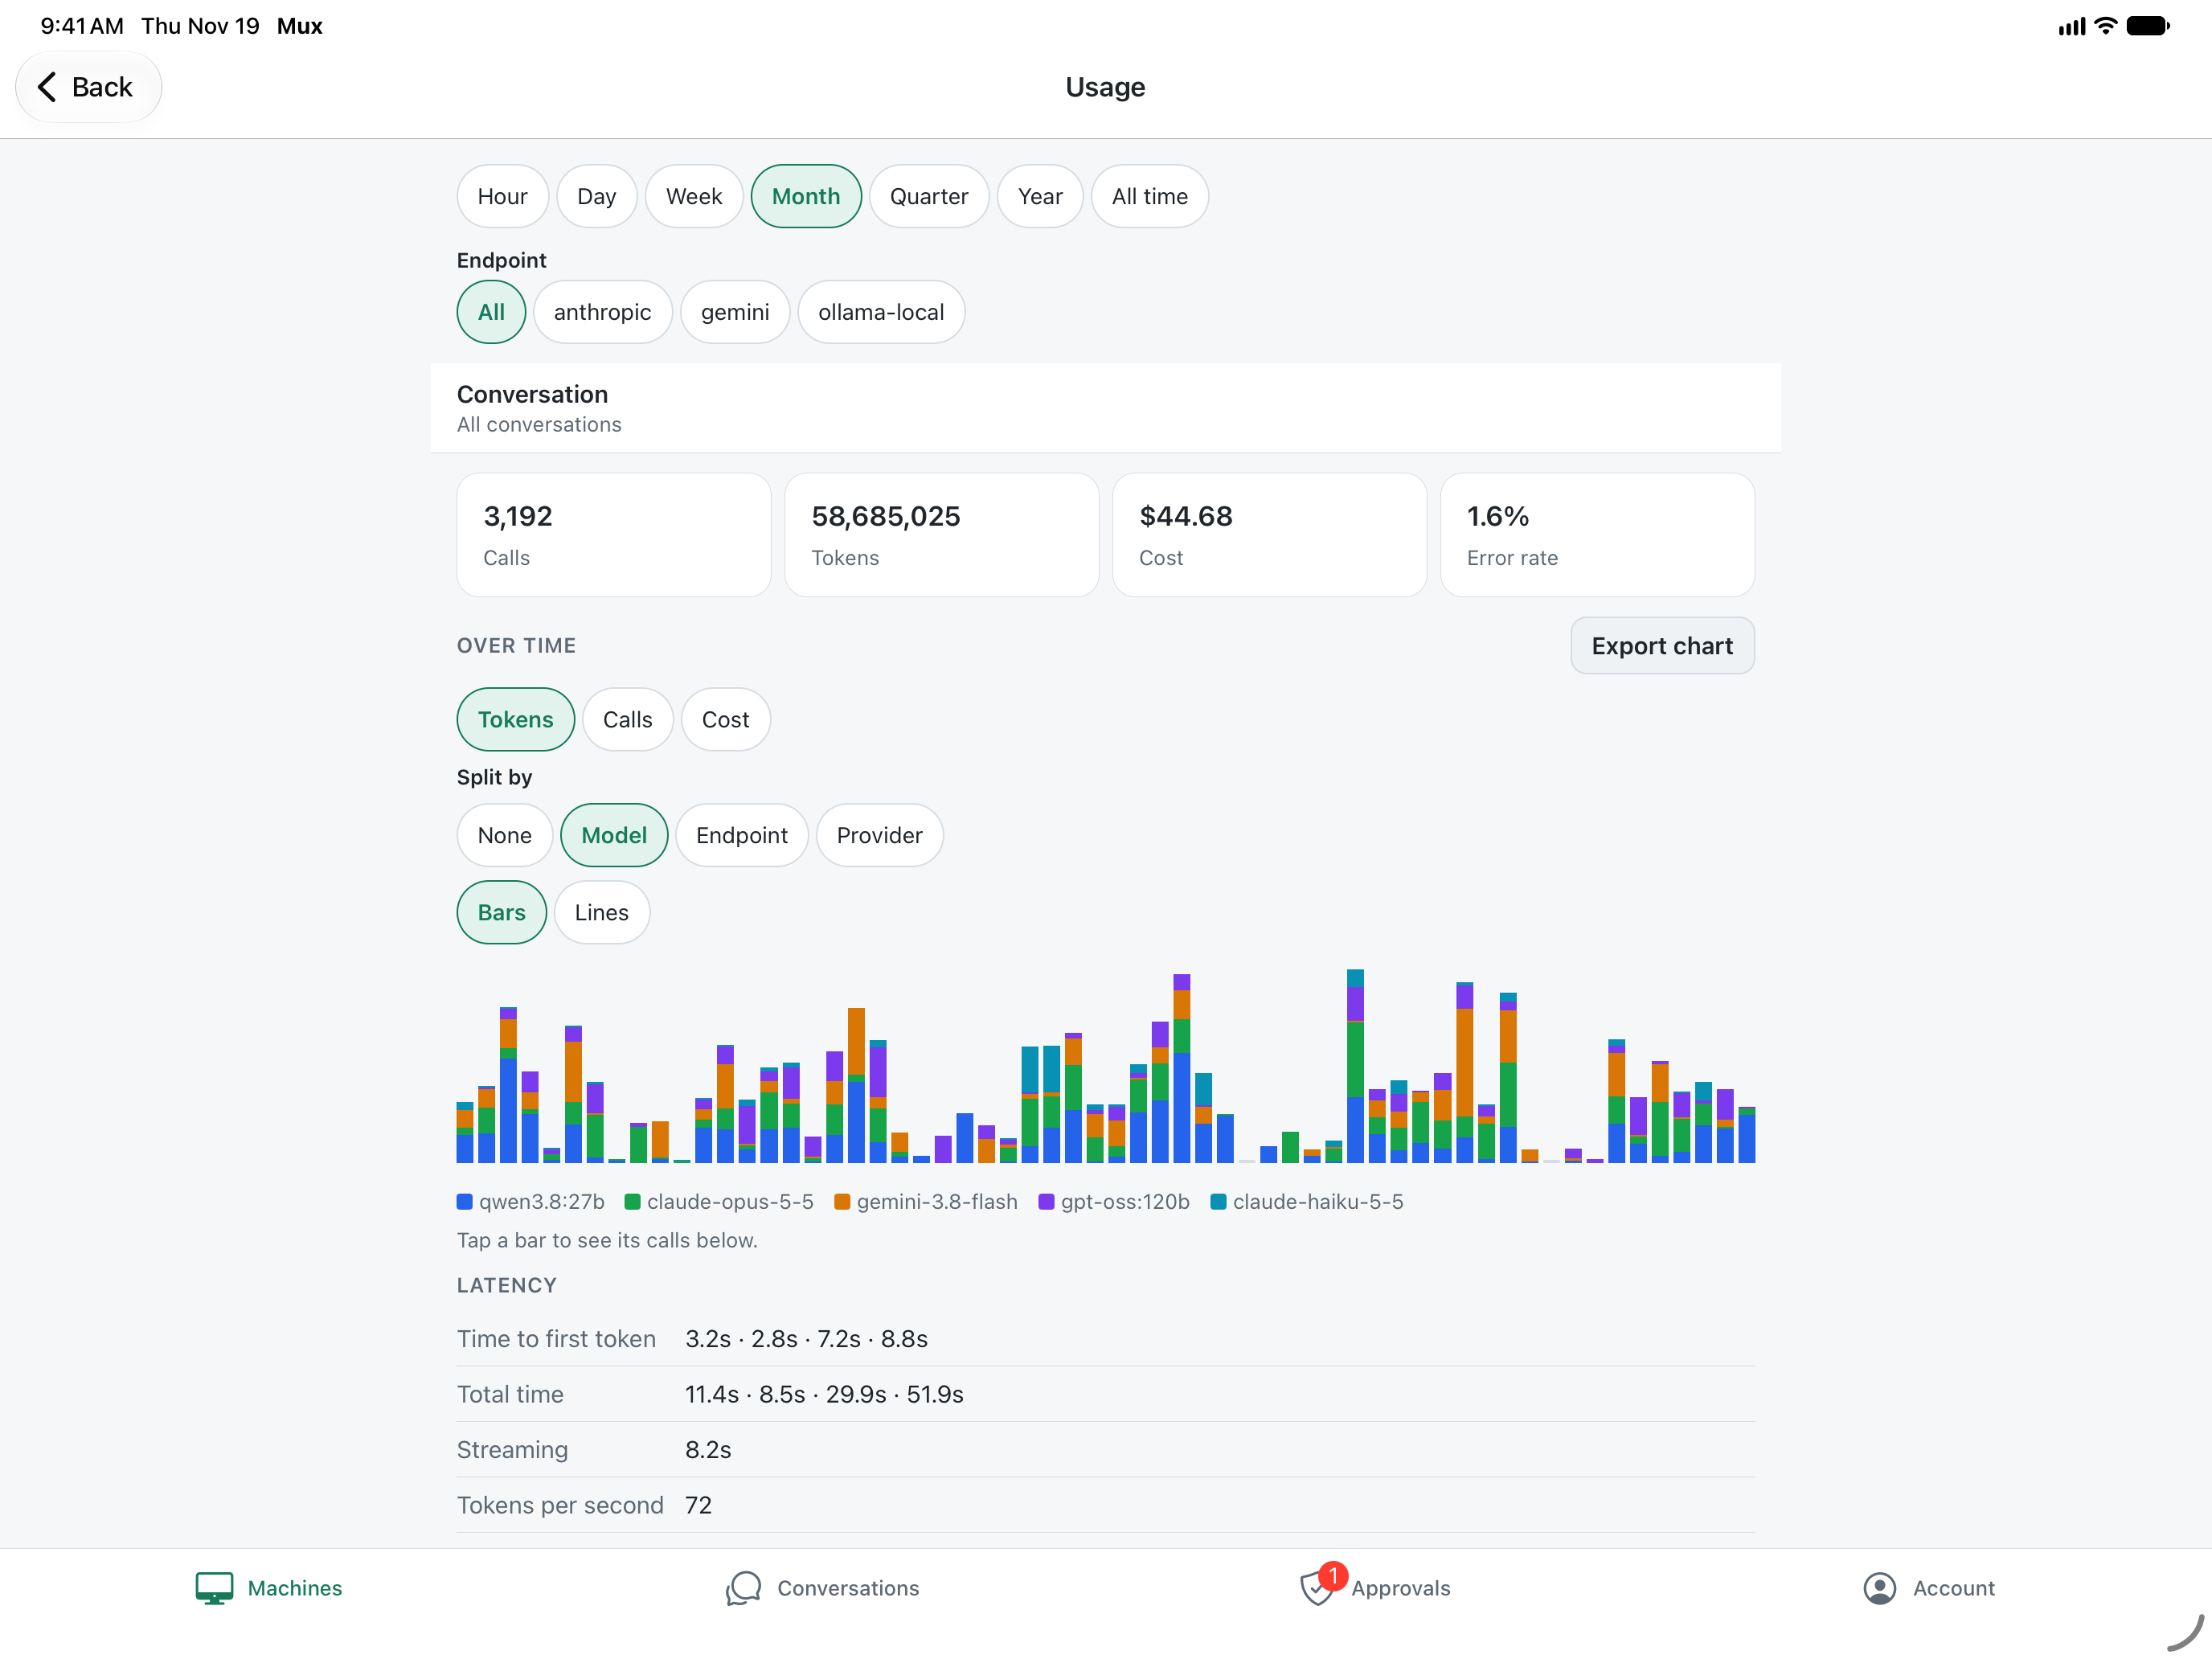 9:41 AM Thu Nov 19 Mux
Back
Usage
Hour Day Week Month Quarter Year All time
Endpoint
All anthropic gemini ollama-local
Conversation
All conversations
3,192 58,685,025 $44.68 1.6%
Calls Tokens Cost Error rate
OVER TIME Export chart
Tokens Calls Cost
Split by
None Model Endpoint Provider
Bars Lines
qwen3.8:27b claude-opus-5-5 gemini-3.8-flash gpt-oss:120b claude-haiku-5-5
Tap a bar to see its calls below.
LATENCY
Time to first token 3.2s · 2.8s · 7.2s · 8.8s
Total time 11.4s · 8.5s · 29.9s · 51.9s
Streaming 8.2s
Tokens per second 72
Machines Conversations 1 Approvals Account